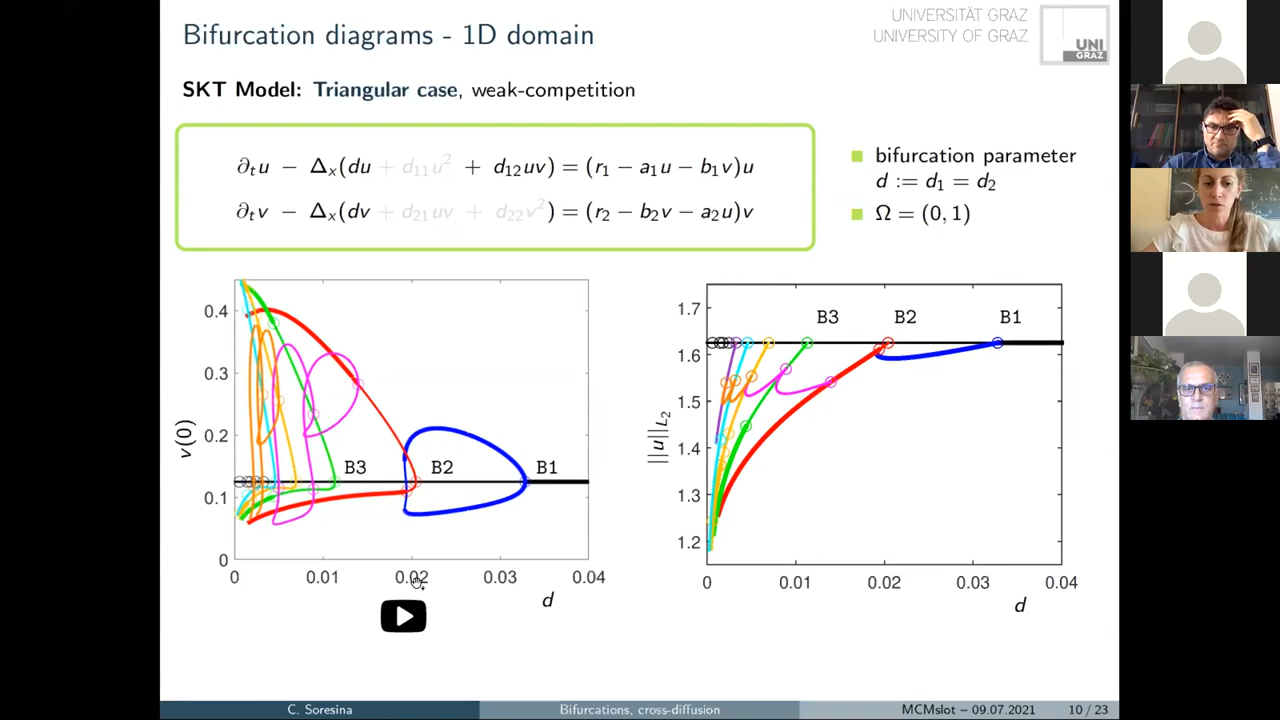 Bifurcation diagrams - 1D domain
UNIVERSITÄT GRAZ
UNIVERSITY OF GRAZ
UNI
GRAZ
SKT Model: Triangular case, weak-competition
∂ₜu − Δₓ(du + d₁₁u² + d₁₂uv) = (r₁ − a₁u − b₁v)u
∂ₜv − Δₓ(dv + d₂₁uv + d₂₂v²) = (r₂ − b₂v − a₂u)v
bifurcation parameter
d := d₁ = d₂
Ω = (0, 1)
0.4
0.3
0.2
0.1
0
v(0)
B3 B2 B1
0 0.01 0.02 0.03 0.04
d
1.7
1.6
1.5
1.4
1.3
1.2
||u||L₂
B3 B2 B1
0 0.01 0.02 0.03 0.04
d
C. Soresina
Bifurcations, cross-diffusion
MCMslot – 09.07.2021
10 / 23